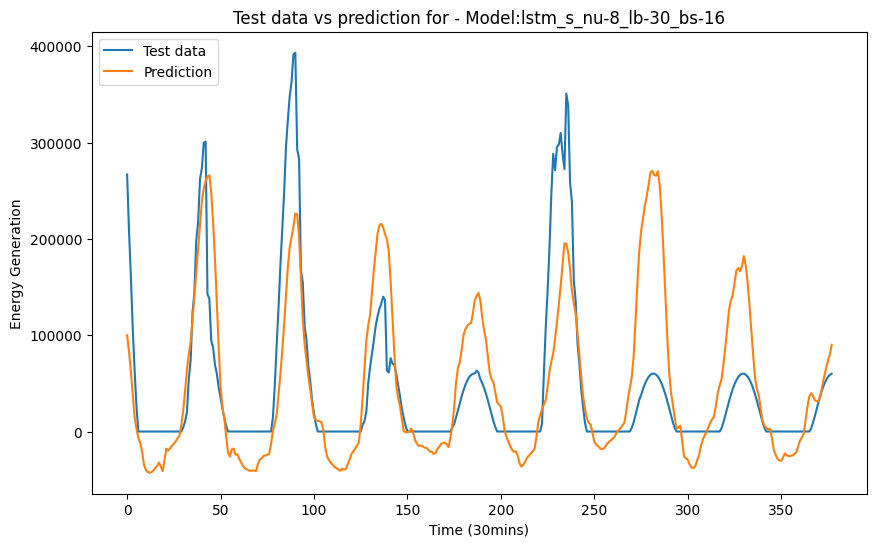 Test data vs prediction for - Model:lstm_s_nu-8_lb-30_bs-16
Test data
Prediction
400000
300000
200000
100000
0
Energy Generation
0 50 100 150 200 250 300 350
Time (30mins)